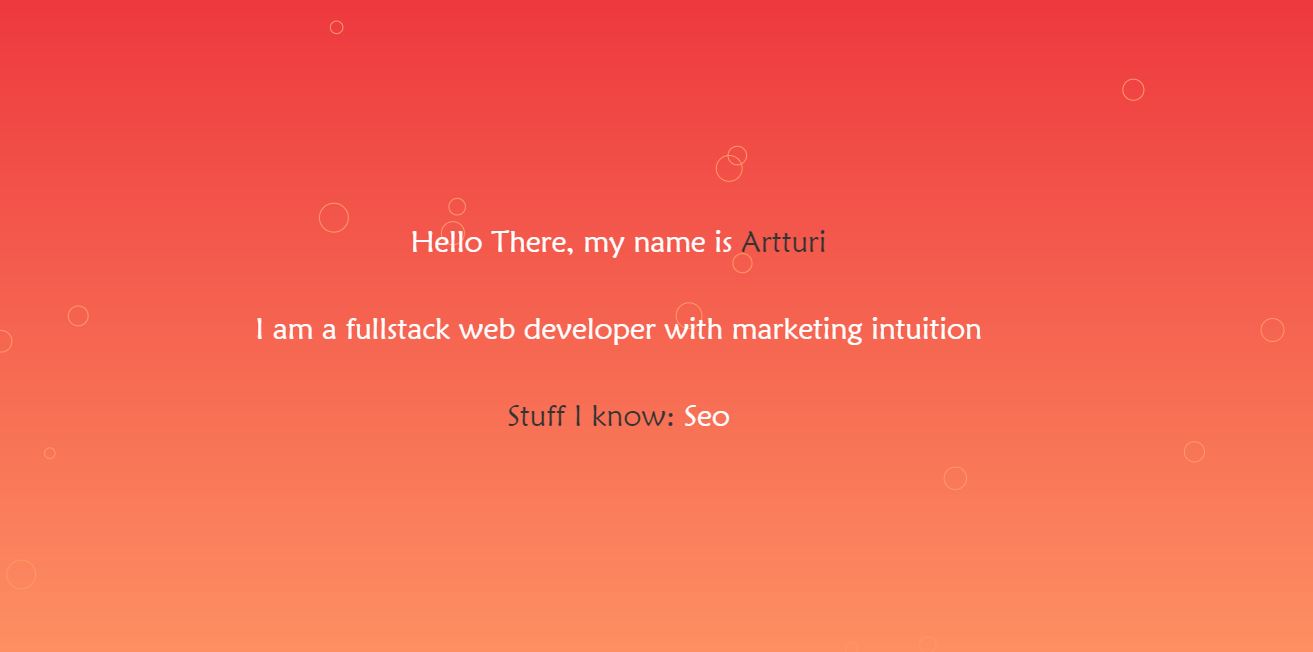 Hello There, my name is Artturi
I am a fullstack web developer with marketing intuition
Stuff I know: Seo